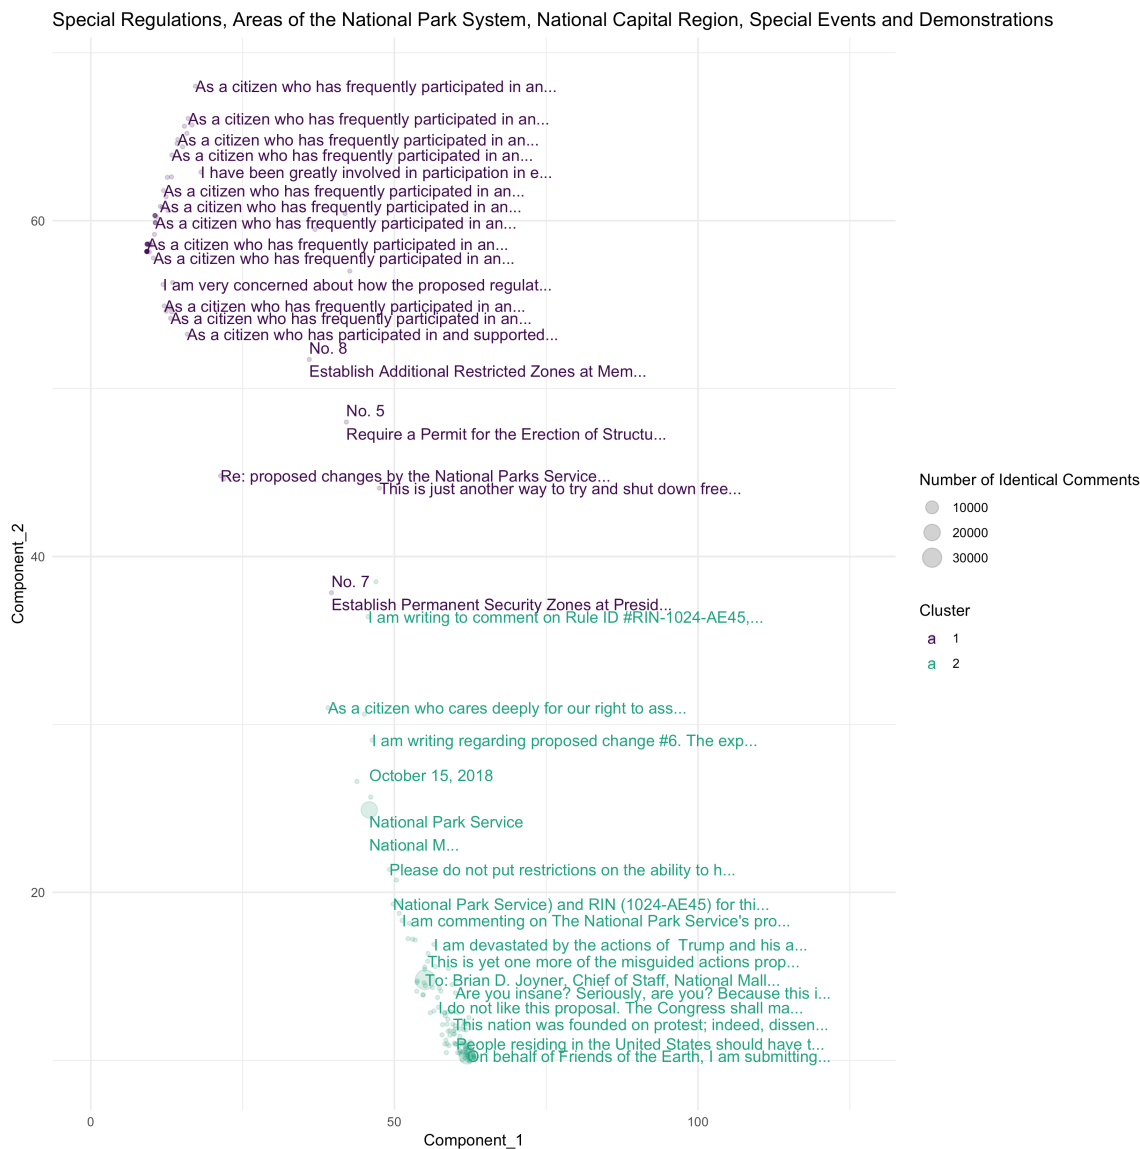 Special Regulations, Areas of the National Park System, National Capital Region, Special Events and Demonstrations
As a citizen who has frequently participated in an...
As a citizen who has frequently participated in an...
As a citizen who has frequently participated in an...
As a citizen who has frequently participated in an...
I have been greatly involved in participation in e...
As a citizen who has frequently participated in an...
As a citizen who has frequently participated in an...
As a citizen who has frequently participated in an...
As a citizen who has frequently participated in an...
As a citizen who has frequently participated in an...
I am very concerned about how the proposed regulat...
As a citizen who has frequently participated in an...
As a citizen who has frequently participated in an...
As a citizen who has participated in and supported...
No. 8
Establish Additional Restricted Zones at Mem...
No. 5
Require a Permit for the Erection of Structu...
Re: proposed changes by the National Parks Service...
This is just another way to try and shut down free...
No. 7
Establish Permanent Security Zones at Presid...
I am writing to comment on Rule ID #RIN-1024-AE45,...
As a citizen who cares deeply for our right to ass...
I am writing regarding proposed change #6. The exp...
October 15, 2018
National Park Service
National M...
Please do not put restrictions on the ability to h...
National Park Service) and RIN (1024-AE45) for thi...
I am commenting on The National Park Service's pro...
I am devastated by the actions of  Trump and his a...
This is yet one more of the misguided actions prop...
To: Brian D. Joyner, Chief of Staff, National Mall...
Are you insane? Seriously, are you? Because this i...
I do not like this proposal. The Congress shall ma...
This nation was founded on protest; indeed, dissen...
People residing in the United States should have t...
On behalf of Friends of the Earth, I am submitting...
60
40
20
Component_2
0
50
100
Component_1
Number of Identical Comments
10000
20000
30000
Cluster
a 1
a 2